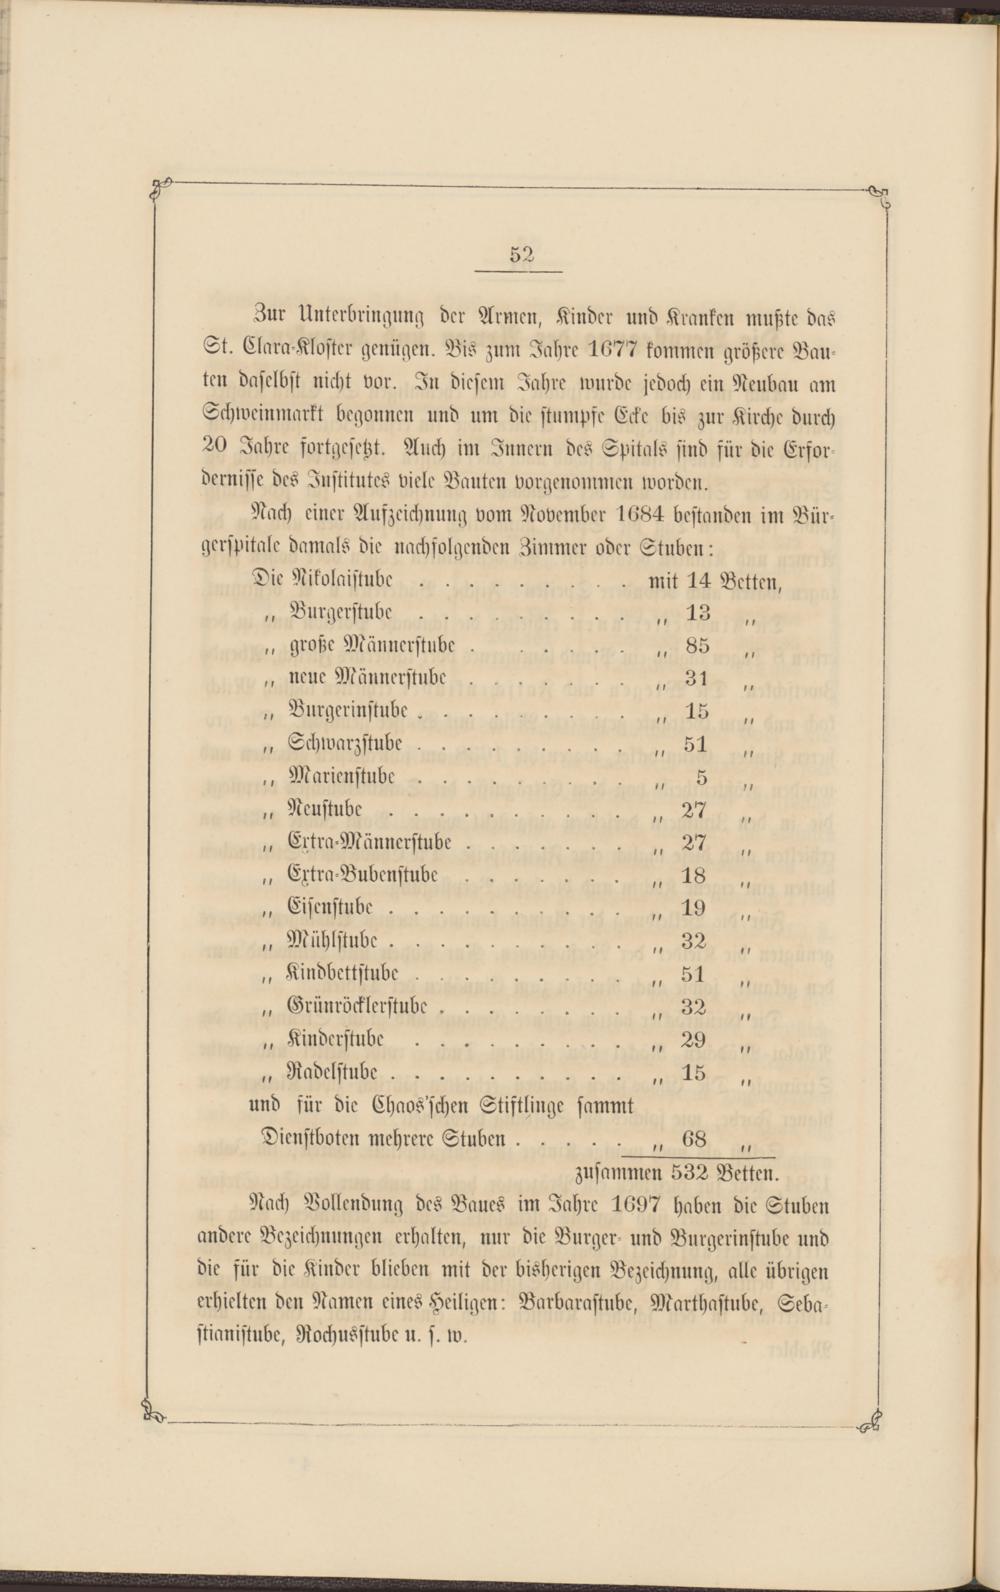 52
Zur Unterbringung der Armen, Kinder und Kranken mußte das
St. Clara-Kloster genügen. Bis zum Jahre 1677 kommen größere Bau-
ten daselbst nicht vor. In diesem Jahre wurde jedoch ein Neubau am
Schweinmarkt begonnen und um die stumpfe Ecke bis zur Kirche durch
20 Jahre fortgesetzt. Auch im Innern des Spitals sind für die Erfor-
dernisse des Institutes viele Bauten vorgenommen worden.
Nach einer Aufzeichnung vom November 1684 bestanden im Bür-
gerspitale damals die nachfolgenden Zimmer oder Stuben:
Die Nikolaistube . . . . . . . . . mit 14 Betten,
„ Burgerstube . . . . . . . . . . „ 13 „
„ große Männerstube . . . . . . . „ 85 „
„ neue Männerstube . . . . . . . „ 31 „
„ Burgerinstube . . . . . . . . . „ 15 „
„ Schwarzstube . . . . . . . . . „ 51 „
„ Marienstube . . . . . . . . . . „ 5 „
„ Neustube . . . . . . . . . . . „ 27 „
„ Extra-Männerstube . . . . . . . „ 27 „
„ Extra-Bubenstube . . . . . . . „ 18 „
„ Eisenstube . . . . . . . . . . „ 19 „
„ Mühlstube . . . . . . . . . . „ 32 „
„ Kindbettstube . . . . . . . . . „ 51 „
„ Grünröcklerstube . . . . . . . . „ 32 „
„ Kinderstube . . . . . . . . . . „ 29 „
„ Radelstube . . . . . . . . . . „ 15 „
und für die Chaos'schen Stiftlinge sammt
Dienstboten mehrere Stuben . . . . . „ 68 „
zusammen 532 Betten.
Nach Vollendung des Baues im Jahre 1697 haben die Stuben
andere Bezeichnungen erhalten, nur die Burger- und Burgerinstube und
die für die Kinder blieben mit der bisherigen Bezeichnung, alle übrigen
erhielten den Namen eines Heiligen: Barbarastube, Marthastube, Seba-
stianistube, Rochusstube u. s. w.